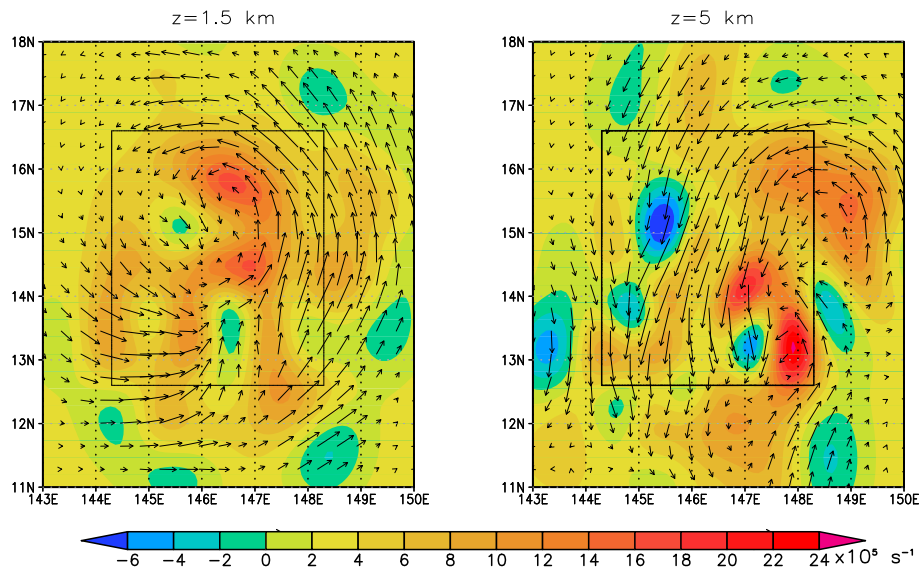 z=1.5 km
z=5 km
18N
17N
16N
15N
14N
13N
12N
11N
143E 144E 145E 146E 147E 148E 149E 150E
18N
17N
16N
15N
14N
13N
12N
11N
143E 144E 145E 146E 147E 148E 149E 150E
−6 −4 −2 0 2 4 6 8 10 12 14 16 18 20 22 24 ×10⁵ s⁻¹